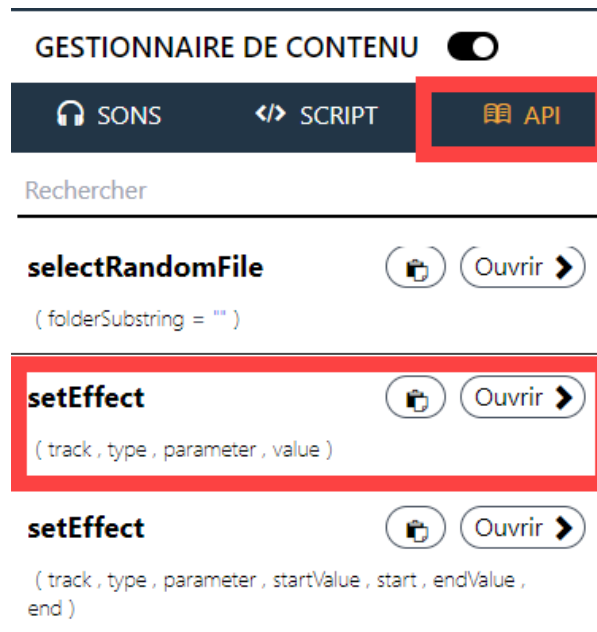 GESTIONNAIRE DE CONTENU
SONS </> SCRIPT API
Rechercher
selectRandomFile Ouvrir
( folderSubstring = "" )
setEffect Ouvrir
( track , type , parameter , value )
setEffect Ouvrir
( track , type , parameter , startValue , start , endValue ,
end )